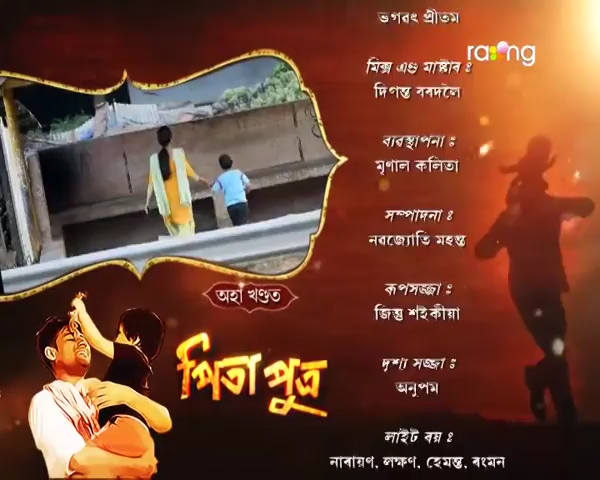 ভগৱৎ প্ৰীতম
rang
মিক্স এণ্ড মাষ্টাৰ ঃ
দিগন্ত বৰদলৈ
ব্যৱস্থাপনা ঃ
মৃণাল কলিতা
সম্পাদনা ঃ
নৱজ্যোতি মহন্ত
ৰূপসজ্জা ঃ
জিন্তু শইকীয়া
দৃশ্য সজ্জা ঃ
অনুপম
লাইট বয় ঃ
নাৰায়ণ, লক্ষণ, হেমন্ত, ৰংমন
অহা খণ্ডত
পিতা পুত্ৰ